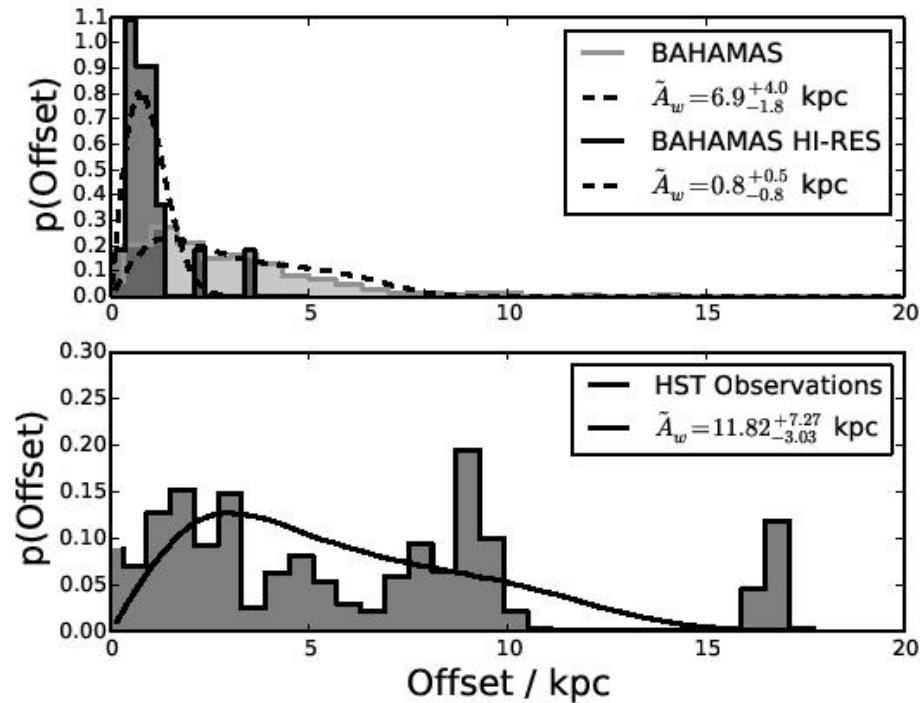 p(Offset)
1.1
1.0
0.9
0.8
0.7
0.6
0.5
0.4
0.3
0.2
0.1
0.0
0 5 10 15 20
BAHAMAS
Ã_w=6.9^{+4.0}_{-1.8} kpc
BAHAMAS HI-RES
Ã_w=0.8^{+0.5}_{-0.8} kpc
p(Offset)
0.30
0.25
0.20
0.15
0.10
0.05
0.00
0 5 10 15 20
HST Observations
Ã_w=11.82^{+7.27}_{-3.03} kpc
Offset / kpc